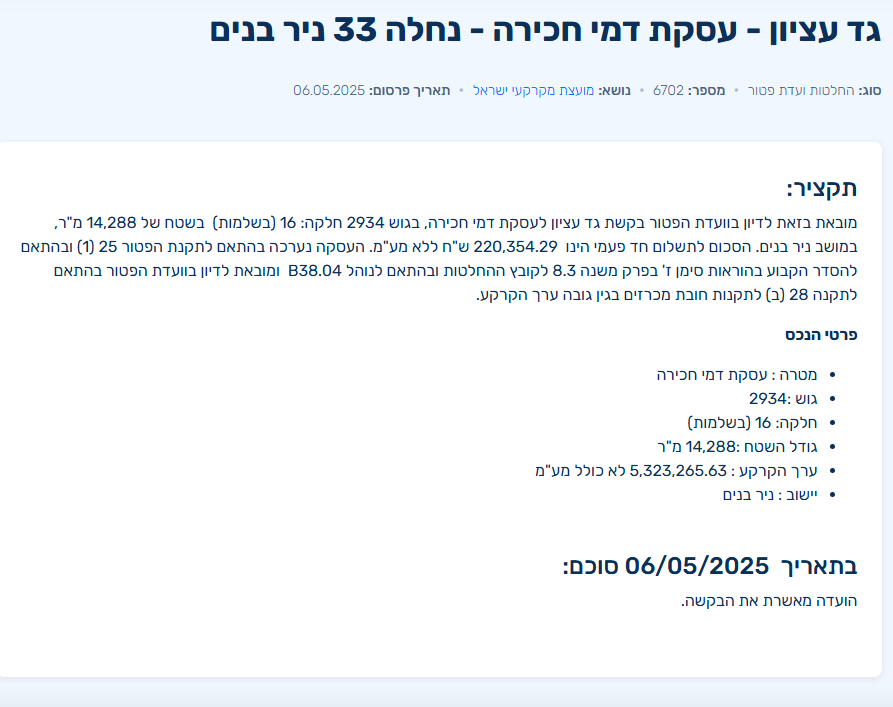 גד עציון - עסקת דמי חכירה - נחלה 33 ניר בנים
סוג: החלטות ועדת פטור • מספר: 6702 • נושא: מועצת מקרקעי ישראל • תאריך פרסום: 06.05.2025
תקציר:
מובאת בזאת לדיון בוועדת הפטור בקשת גד עציון לעסקת דמי חכירה, בגוש 2934 חלקה: 16 (בשלמות) בשטח של 14,288 מ"ר,
במושב ניר בנים. הסכום לתשלום חד פעמי הינו 220,354.29 ש"ח ללא מע"מ. העסקה נערכה בהתאם לתקנת הפטור 25 (1) ובהתאם
להסדר הקבוע בהוראות סימן ז' בפרק משנה 8.3 לקובץ ההחלטות ובהתאם לנוהל B38.04 ומובאת לדיון בוועדת הפטור בהתאם
לתקנה 28 (ב) לתקנות חובת מכרזים בגין גובה ערך הקרקע.
פרטי הנכס
• מטרה : עסקת דמי חכירה
• גוש :2934
• חלקה: 16 (בשלמות)
• גודל השטח :14,288 מ"ר
• ערך הקרקע : 5,323,265.63 לא כולל מע"מ
• יישוב : ניר בנים
בתאריך 06/05/2025 סוכם:
הועדה מאשרת את הבקשה.